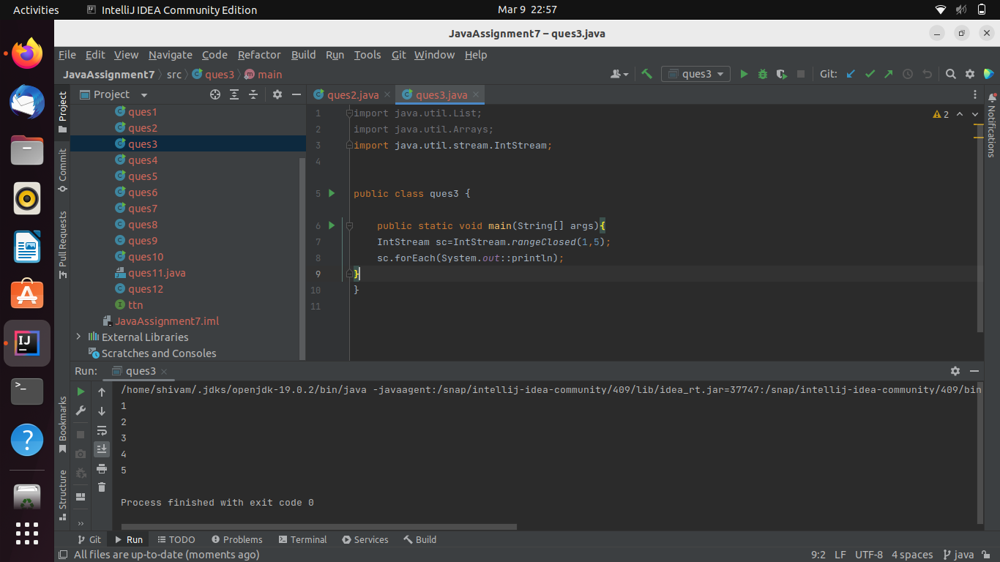 Activities
IntelliJ IDEA Community Edition
Mar 9 22:57
JavaAssignment7 – ques3.java
File Edit View Navigate Code Refactor Build Run Tools Git Window Help
JavaAssignment7 src ques3 main
ques3
Git:
Project
ques2.java
ques3.java
Project
Commit
Pull Requests
Bookmarks
Structure
Notifications
ques1
ques2
ques3
ques4
ques5
ques6
ques7
ques8
ques9
ques10
ques11.java
ques12
ttn
JavaAssignment7.iml
External Libraries
Scratches and Consoles
2
1 import java.util.List;
2 import java.util.Arrays;
3 import java.util.stream.IntStream;
4
5 public class ques3 {
6 public static void main(String[] args){
7 IntStream sc=IntStream.rangeClosed(1,5);
8 sc.forEach(System.out::println);
9 }
10 }
11
Run: ques3
/home/shivam/.jdks/openjdk-19.0.2/bin/java -javaagent:/snap/intellij-idea-community/409/lib/idea_rt.jar=37747:/snap/intellij-idea-community/409/bin
1
2
3
4
5
Process finished with exit code 0
Git Run TODO Problems Terminal Services Build
All files are up-to-date (moments ago)
9:2 LF UTF-8 4 spaces java